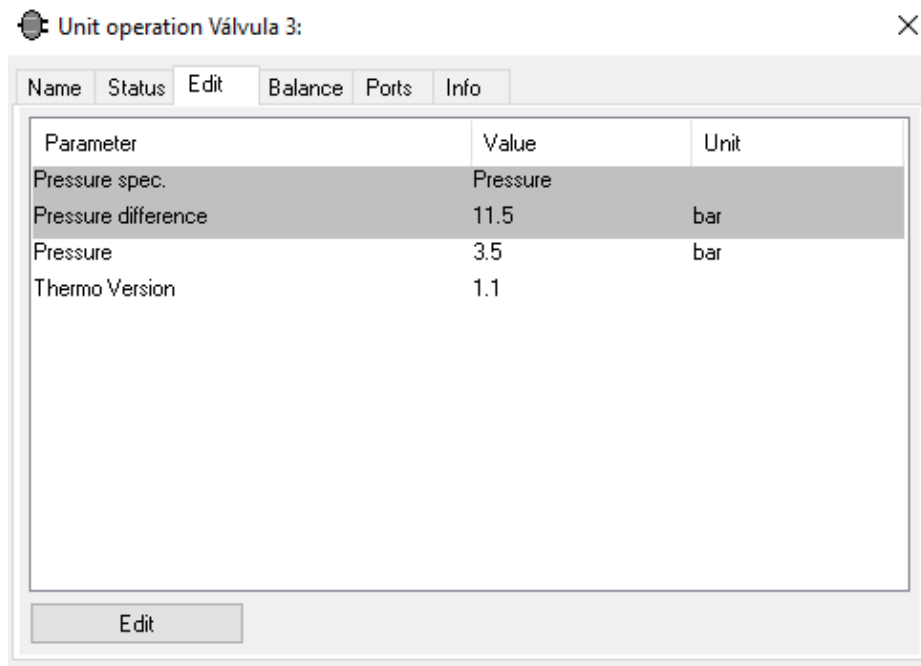 Unit operation Válvula 3:
Name Status Edit Balance Ports Info
Parameter Value Unit
Pressure spec. Pressure
Pressure difference 11.5 bar
Pressure 3.5 bar
Thermo Version 1.1
Edit